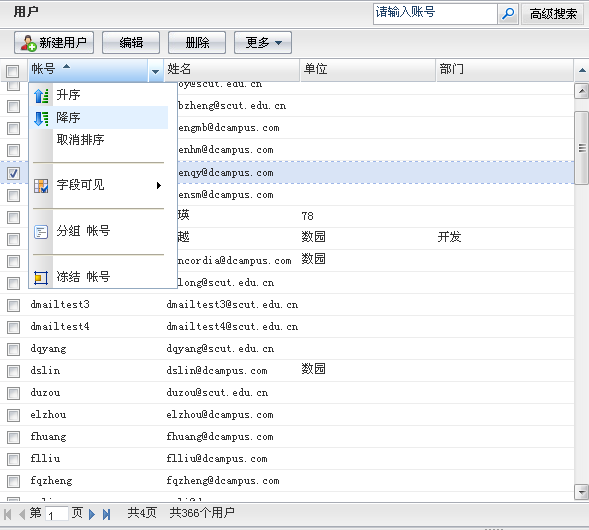 用户
请输入账号
高级搜索
新建用户
编辑
删除
更多
帐号
姓名
单位
部门
oy@scut.edu.cn
bzheng@scut.edu.cn
engmb@dcampus.com
enhm@dcampus.com
enqy@dcampus.com
ensm@dcampus.com
瑛
78
越
数园
开发
ncordia@dcampus.com
数园
long@scut.edu.cn
升序
降序
取消排序
字段可见
分组 帐号
冻结 帐号
dmailtest3
dmailtest3@scut.edu.cn
dmailtest4
dmailtest4@scut.edu.cn
dqyang
dqyang@scut.edu.cn
dslin
dslin@dcampus.com
数园
duzou
duzou@scut.edu.cn
elzhou
elzhou@dcampus.com
fhuang
fhuang@dcampus.com
flliu
flliu@dcampus.com
fqzheng
fqzheng@dcampus.com
第 1 页
共4页
共366个用户